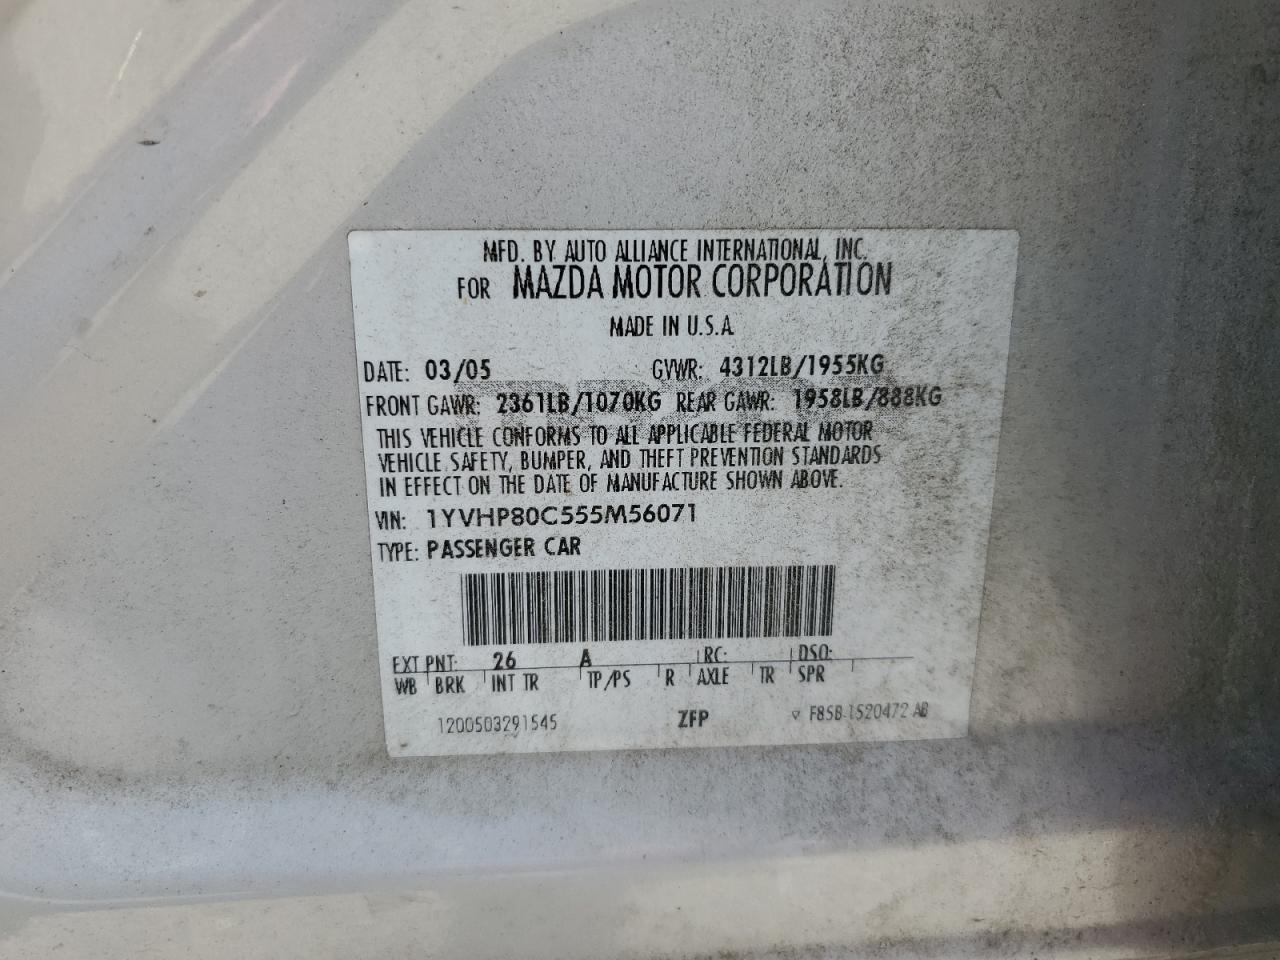 MFD. BY AUTO ALLIANCE INTERNATIONAL, INC.
FOR MAZDA MOTOR CORPORATION
MADE IN U.S.A.
DATE: 03/05 GVWR: 4312LB/1955KG
FRONT GAWR: 2361LB/1070KG REAR GAWR: 1958LB/888KG
THIS VEHICLE CONFORMS TO ALL APPLICABLE FEDERAL MOTOR
VEHICLE SAFETY, BUMPER, AND THEFT PREVENTION STANDARDS
IN EFFECT ON THE DATE OF MANUFACTURE SHOWN ABOVE.
VIN: 1YVHP80C555M56071
TYPE: PASSENGER CAR
EXT PNT: 26 A RC: DSO:
WB BRK INT TR TP/PS R AXLE TR SPR
1200503291545 ZFP F85B-1520472-AB